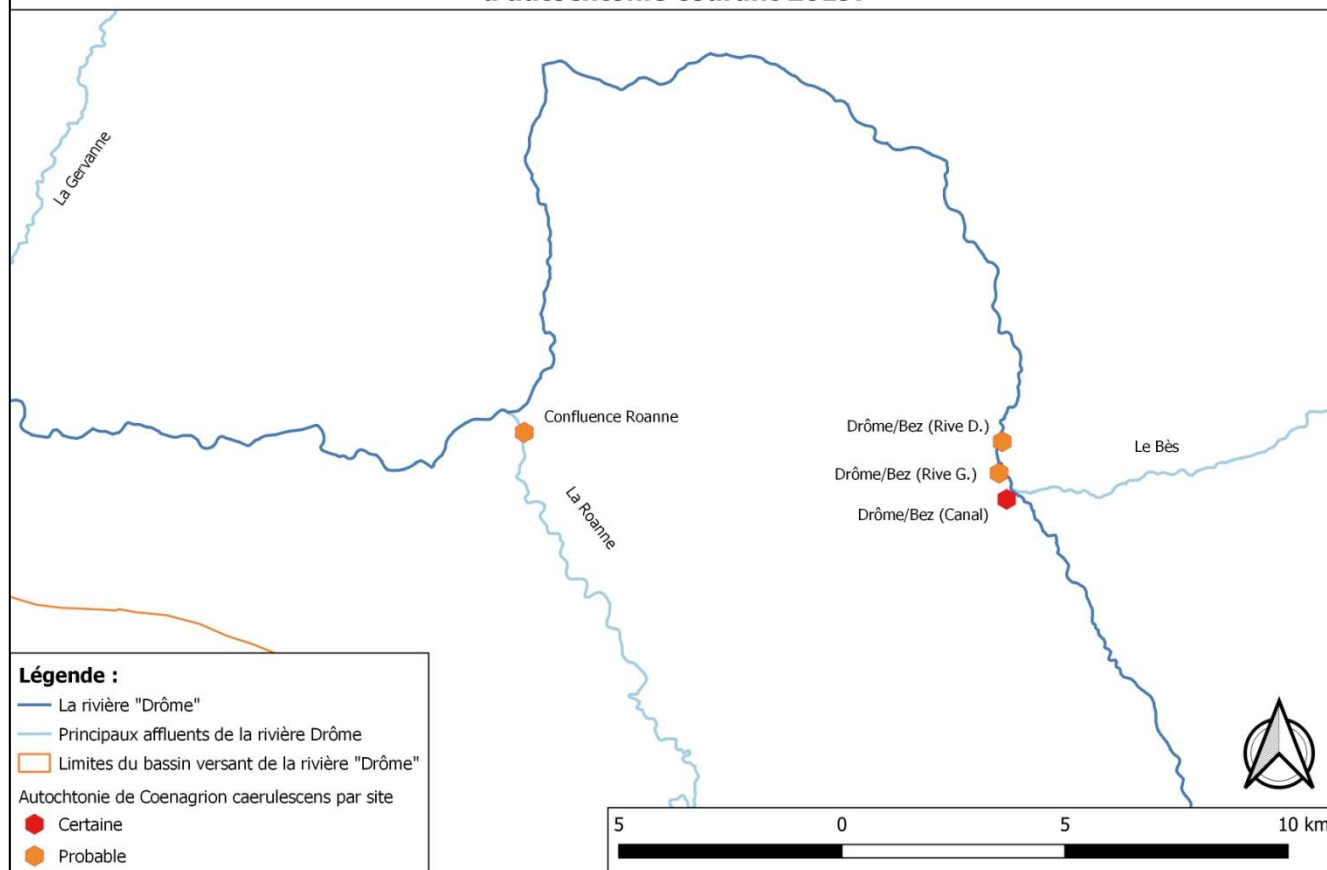 La Gervanne
Confluence Roanne
La Roanne
Drôme/Bez (Rive D.)
Le Bès
Drôme/Bez (Rive G.)
Drôme/Bez (Canal)
Légende :
La rivière "Drôme"
Principaux affluents de la rivière Drôme
Limites du bassin versant de la rivière "Drôme"
Autochtonie de Coenagrion caerulescens par site
Certaine
Probable
5 0 5 10 km